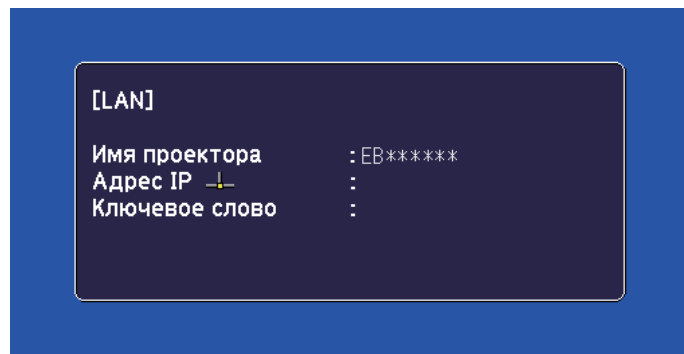 [LAN]
Имя проектора :EB******
Адрес IP :
Ключевое слово :